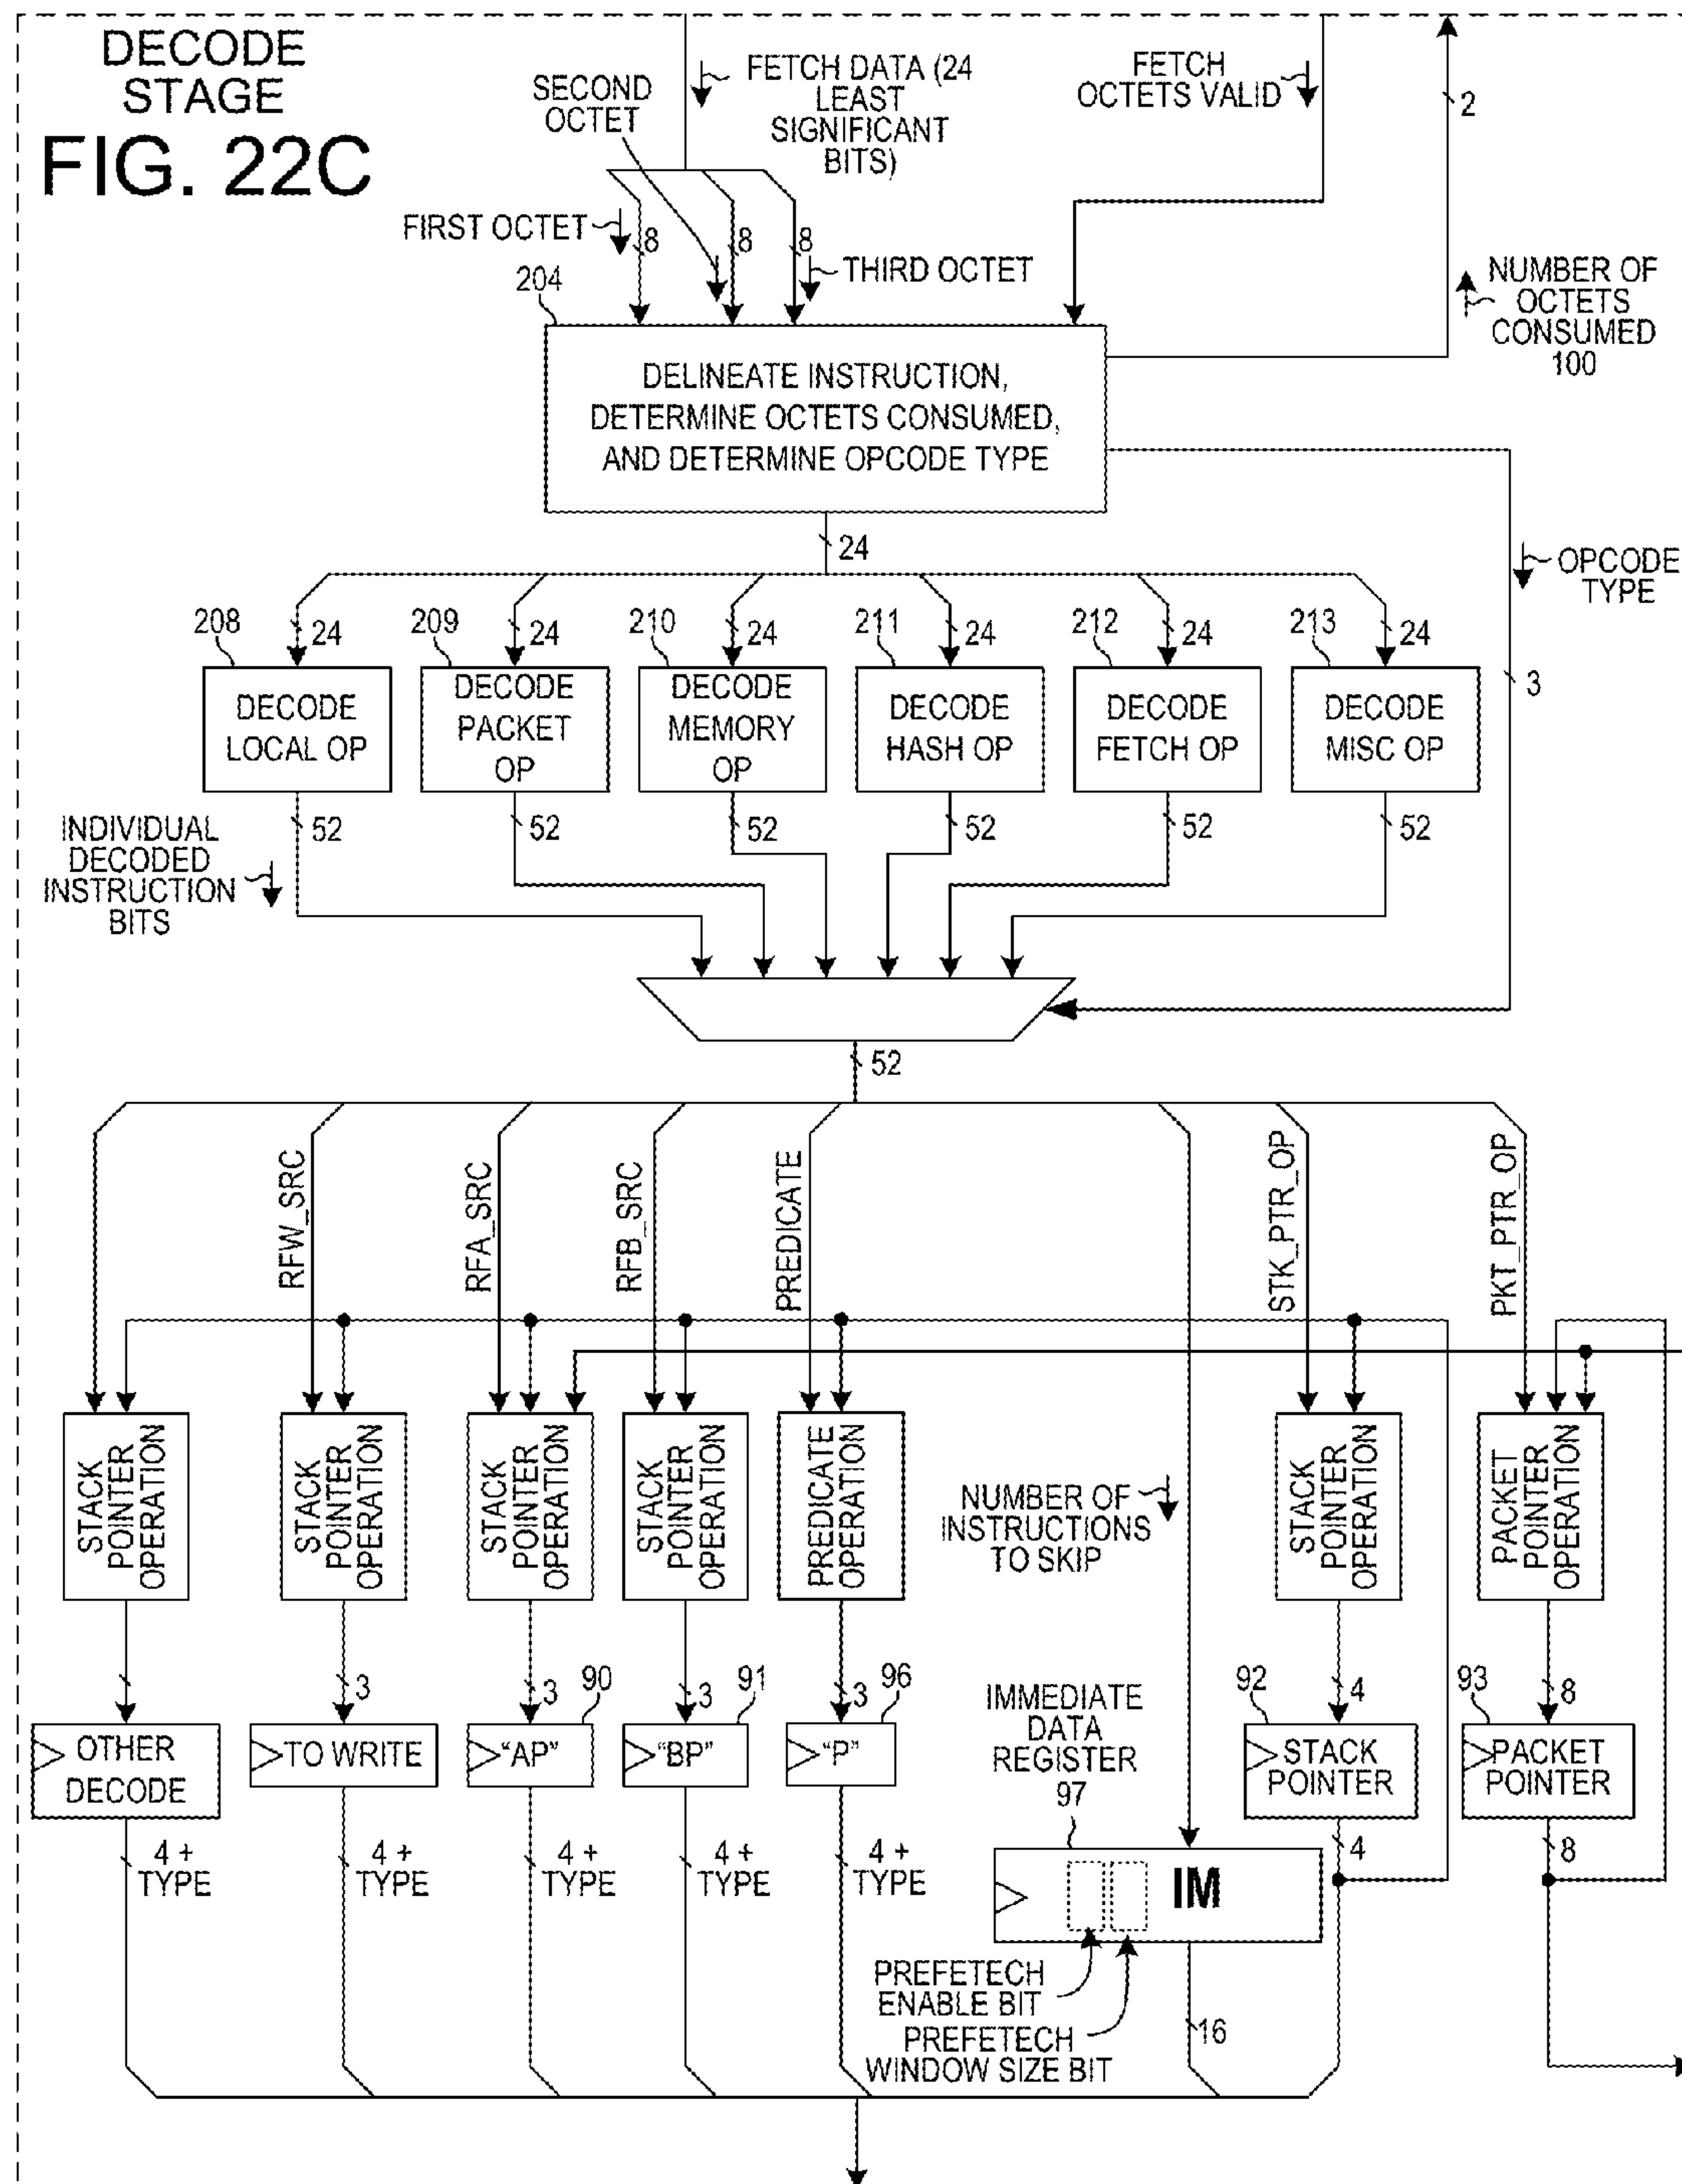 DECODE
STAGE
FIG. 22C
SECOND
OCTET
FETCH DATA (24
LEAST
SIGNIFICANT
BITS)
FETCH
OCTETS VALID
2
FIRST OCTET
8
8
8
THIRD OCTET
NUMBER OF
OCTETS
CONSUMED
100
204
DELINEATE INSTRUCTION,
DETERMINE OCTETS CONSUMED,
AND DETERMINE OPCODE TYPE
24
OPCODE
TYPE
208
24
209
24
210
24
211
24
212
24
213
24
3
DECODE
LOCAL OP
DECODE
PACKET
OP
DECODE
MEMORY
OP
DECODE
HASH OP
DECODE
FETCH OP
DECODE
MISC OP
INDIVIDUAL
DECODED
INSTRUCTION
BITS
52
52
52
52
52
52
52
RFW_SRC
RFA_SRC
RFB_SRC
PREDICATE
STK_PTR_OP
PKT_PTR_OP
STACK
POINTER
OPERATION
STACK
POINTER
OPERATION
STACK
POINTER
OPERATION
STACK
POINTER
OPERATION
PREDICATE
OPERATION
NUMBER OF
INSTRUCTIONS
TO SKIP
STACK
POINTER
OPERATION
PACKET
POINTER
OPERATION
3
3
90
3
91
3
96
IMMEDIATE
DATA
REGISTER
97
92
4
93
8
OTHER
DECODE
TO WRITE
"AP"
"BP"
"P"
STACK
POINTER
PACKET
POINTER
4 +
TYPE
4 +
TYPE
4 +
TYPE
4 +
TYPE
4 +
TYPE
IM
4
8
PREFETECH
ENABLE BIT
PREFETECH
WINDOW SIZE BIT
16